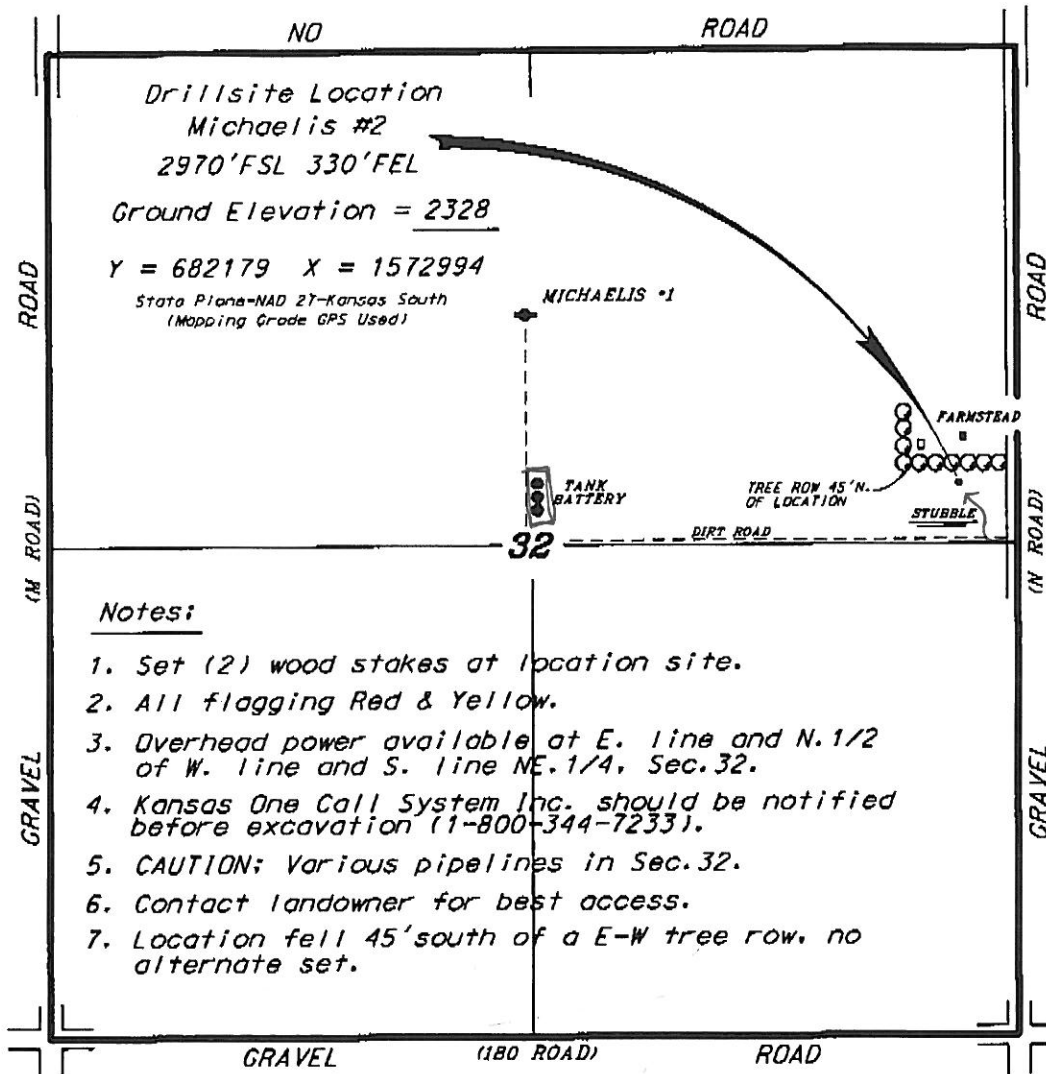 NO ROAD
Drillsite Location
Michaelis #2
2970'FSL 330'FEL
Ground Elevation = 2328
Y = 682179 X = 1572994
State Plane-NAD 27-Kansas South
(Mapping Grade GPS Used)
MICHAELIS #1
ROAD
ROAD
FARMSTEAD
TANK
BATTERY
TREE ROW 45'N.
OF LOCATION
STUBBLE
DIRT ROAD
32
(M ROAD)
(N ROAD)
Notes:
1. Set (2) wood stakes at location site.
2. All flagging Red & Yellow.
3. Overhead power available at E. line and N.1/2
of W. line and S. line NE.1/4, Sec.32.
4. Kansas One Call System Inc. should be notified
before excavation (1-800-344-7233).
5. CAUTION: Various pipelines in Sec.32.
6. Contact landowner for best access.
7. Location fell 45'south of a E-W tree row, no
alternate set.
GRAVEL
GRAVEL
GRAVEL (180 ROAD) ROAD